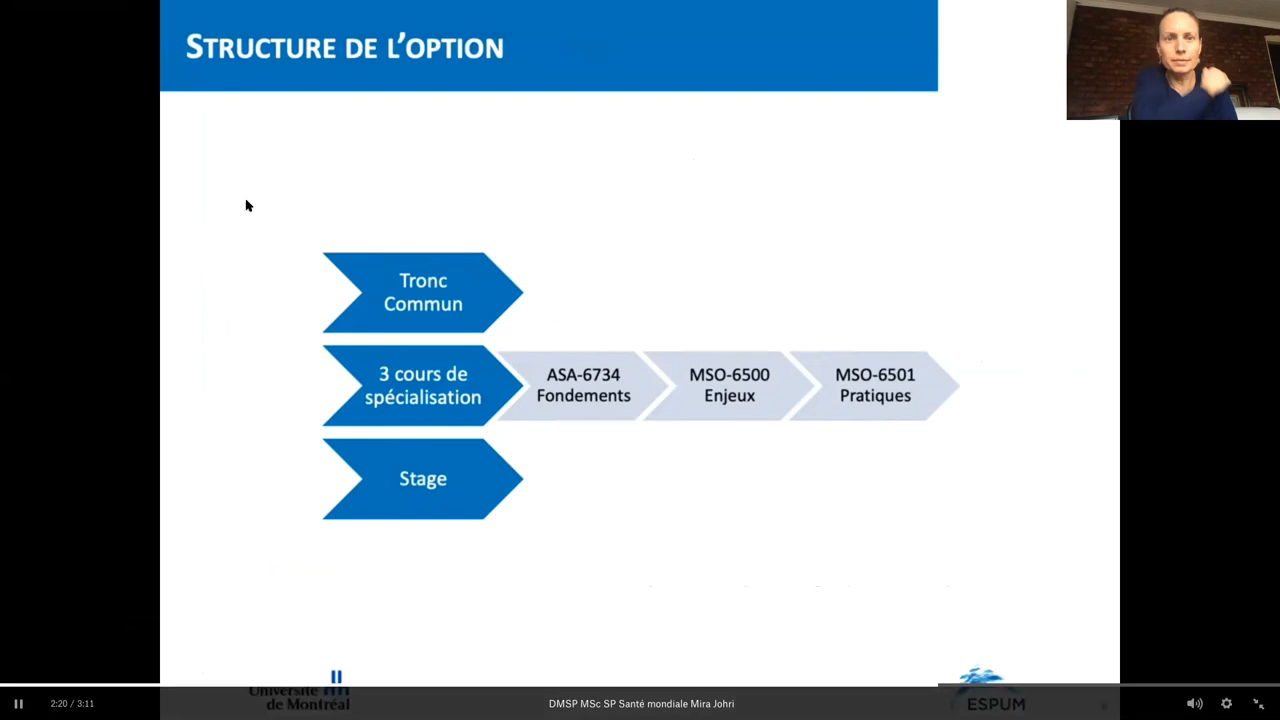 STRUCTURE DE L'OPTION
Tronc
Commun
3 cours de
spécialisation
ASA-6734
Fondements
MSO-6500
Enjeux
MSO-6501
Pratiques
Stage
Université
de Montréal
ESPUM
2:20 / 3:11
DMSP MSc SP Santé mondiale Mira Johri